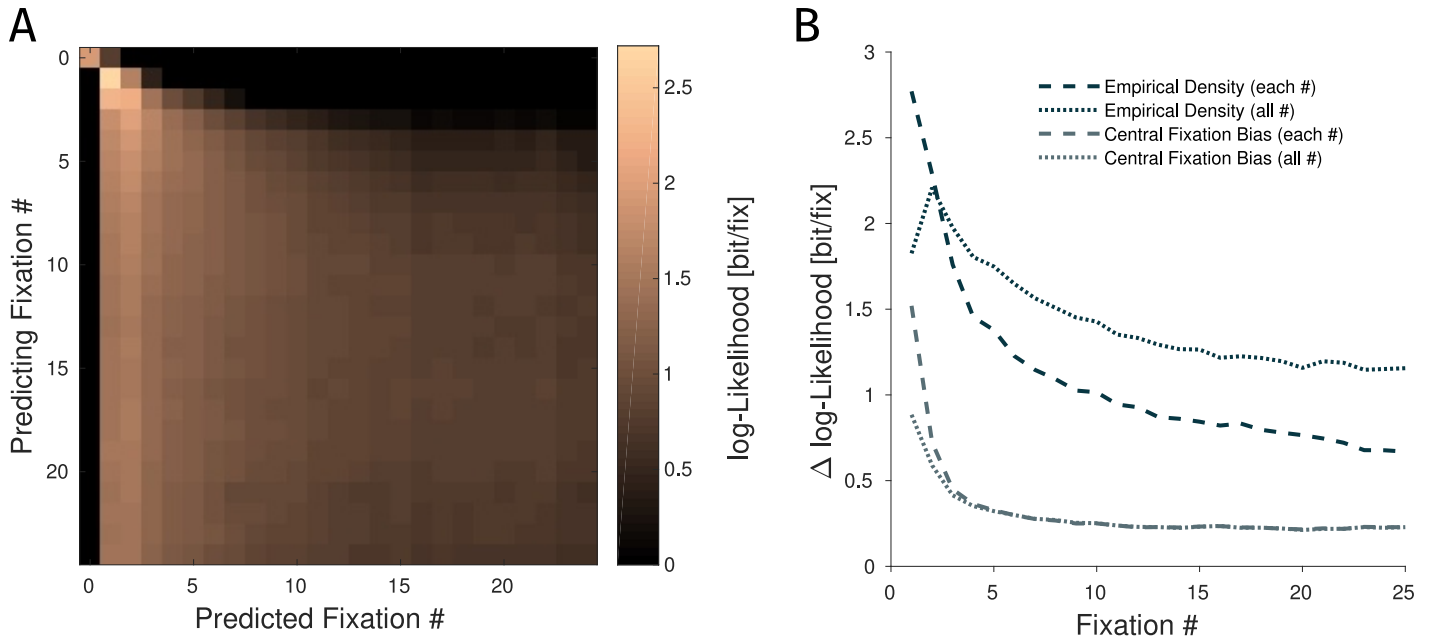 A
0
5
10
15
20
Predicting Fixation #
0 5 10 15 20
Predicted Fixation #
2.5
2
1.5
1
0.5
0
log-Likelihood [bit/fix]
B
3
2.5
2
1.5
1
0.5
0
Δ log-Likelihood [bit/fix]
Empirical Density (each #)
Empirical Density (all #)
Central Fixation Bias (each #)
Central Fixation Bias (all #)
0 5 10 15 20 25
Fixation #